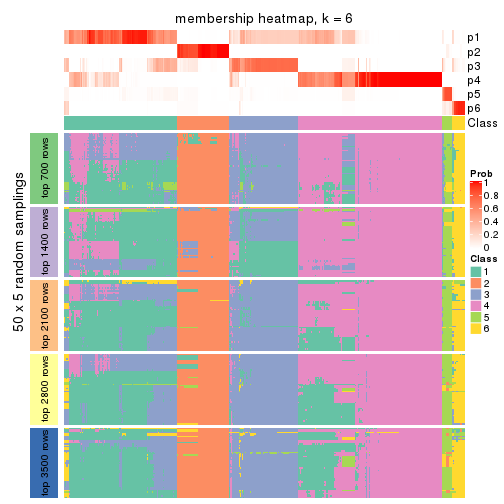 membership heatmap, k = 6
p1
p2
p3
p4
p5
p6
Class
50 x 5 random samplings
top 700 rows
top 1400 rows
top 2100 rows
top 2800 rows
top 3500 rows
Prob
1
0.8
0.6
0.4
0.2
0
Class
1
2
3
4
5
6